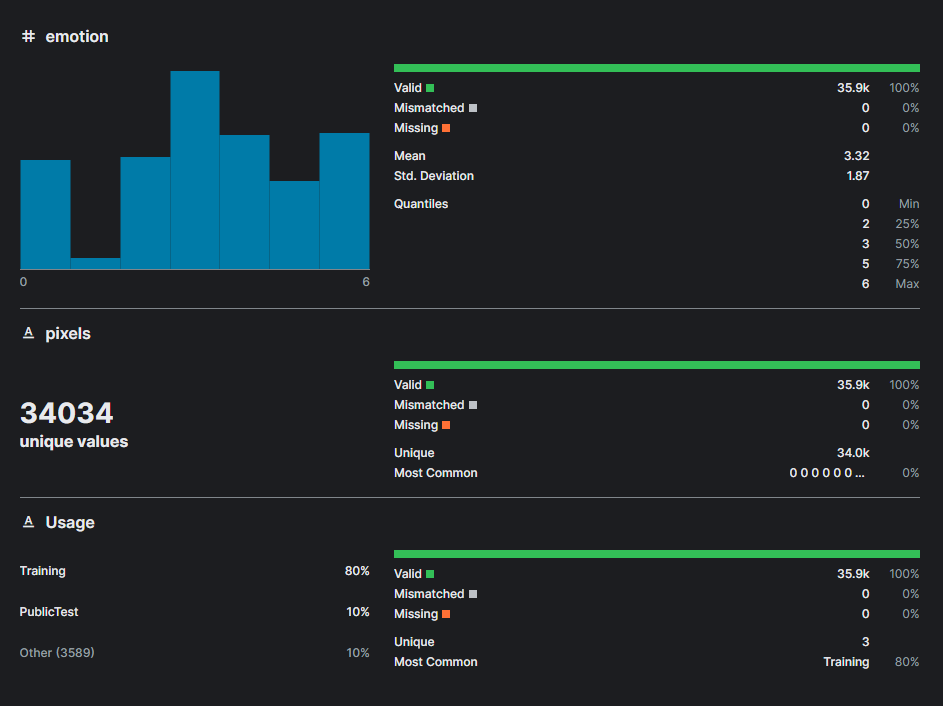 # emotion
0 6
Valid 35.9k 100%
Mismatched 0 0%
Missing 0 0%
Mean 3.32
Std. Deviation 1.87
Quantiles 0 Min
2 25%
3 50%
5 75%
6 Max
A pixels
34034
unique values
Valid 35.9k 100%
Mismatched 0 0%
Missing 0 0%
Unique 34.0k
Most Common 0 0 0 0 0 0 ... 0%
A Usage
Training 80%
PublicTest 10%
Other (3589) 10%
Valid 35.9k 100%
Mismatched 0 0%
Missing 0 0%
Unique 3
Most Common Training 80%